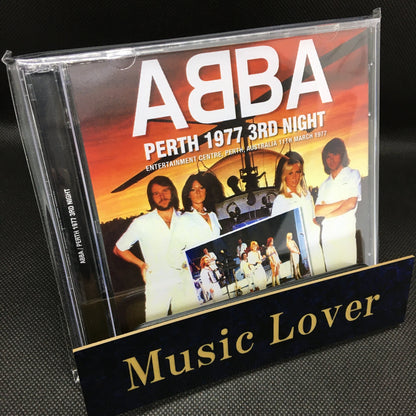 ABBA
PERTH 1977 3RD NIGHT
ENTERTAINMENT CENTRE, PERTH, AUSTRALIA 11TH MARCH 1977
ABBA / PERTH 1977 3RD NIGHT
Music Lover